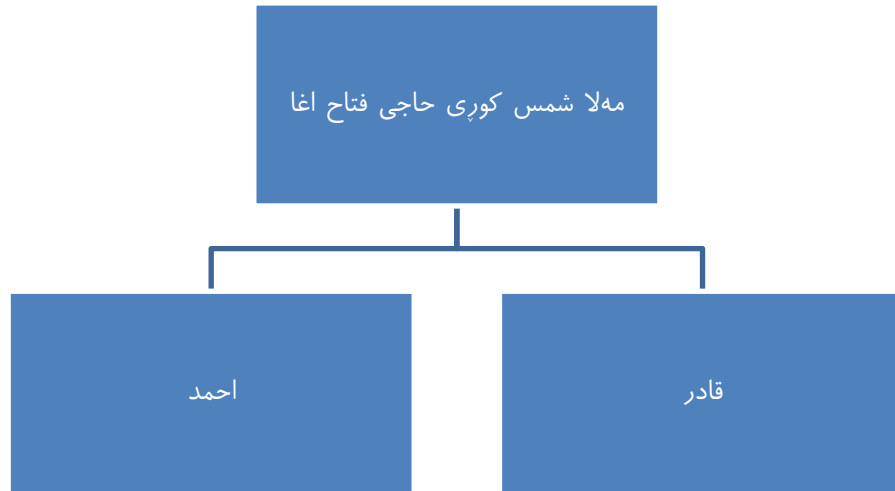 مەلا شمس کوڕی حاجی فتاح اغا
قادر
احمد